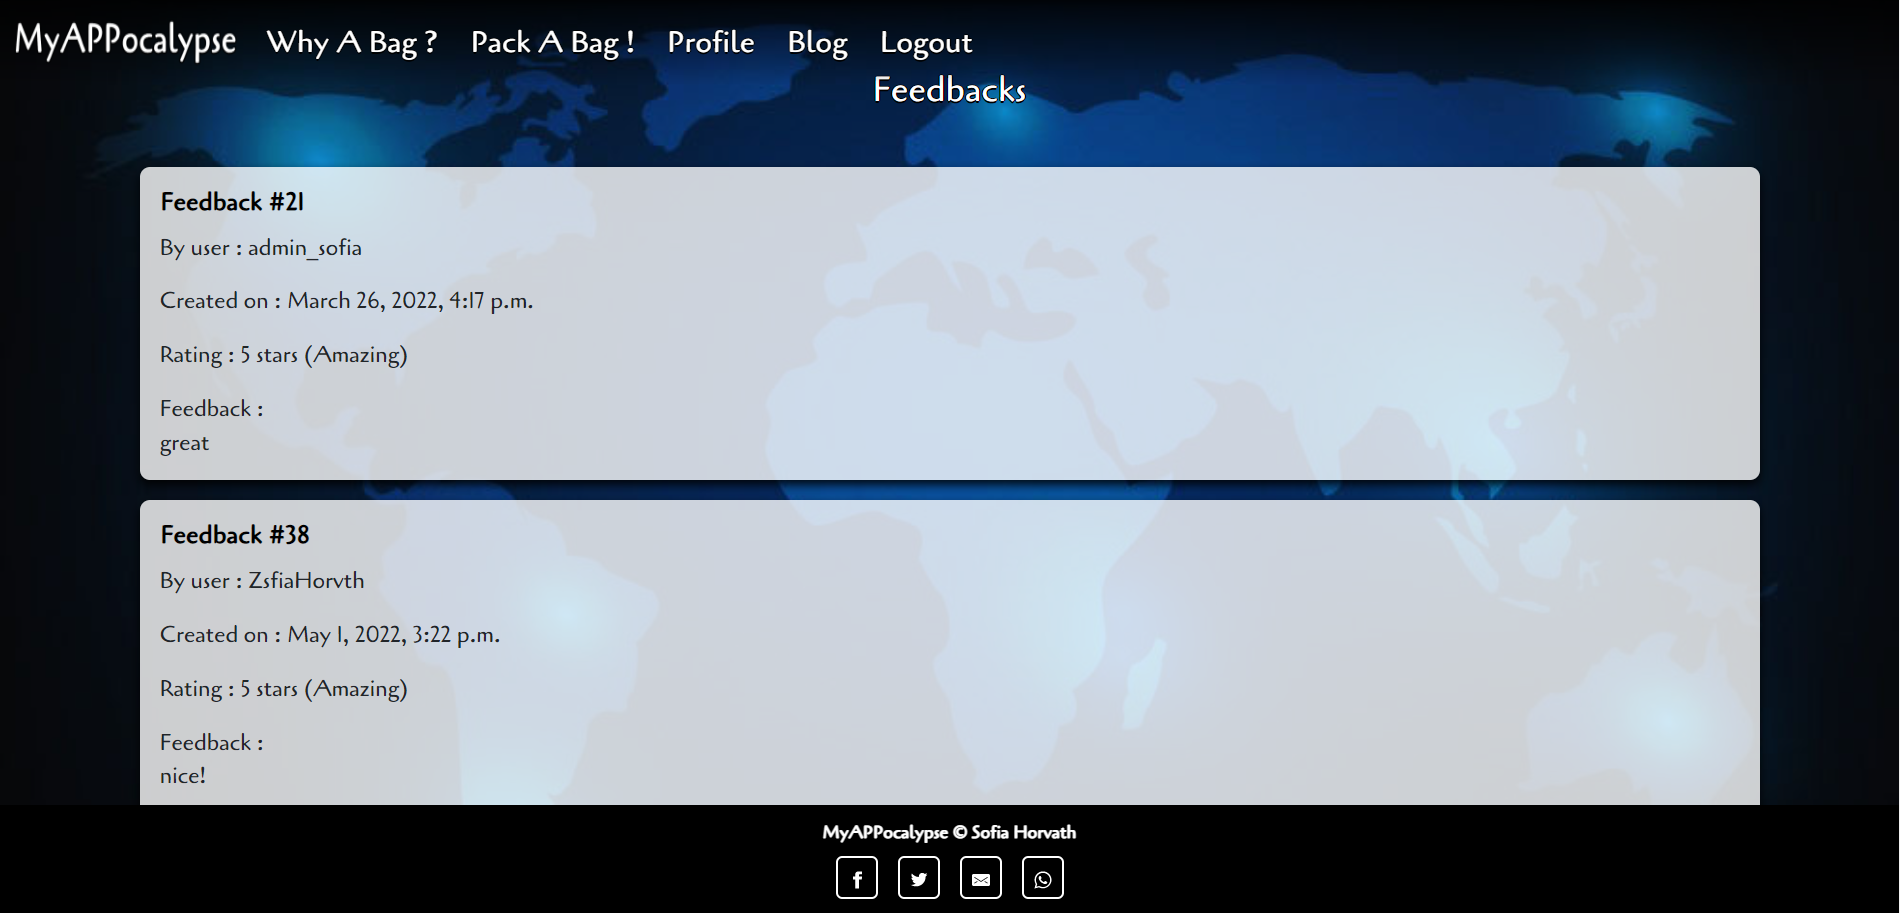 MyAPPocalypse Why A Bag ? Pack A Bag ! Profile Blog Logout
Feedbacks
Feedback #21
By user : admin_sofia
Created on : March 26, 2022, 4:17 p.m.
Rating : 5 stars (Amazing)
Feedback :
great
Feedback #38
By user : ZsfiaHorvth
Created on : May 1, 2022, 3:22 p.m.
Rating : 5 stars (Amazing)
Feedback :
nice!
MyAPPocalypse © Sofia Horvath